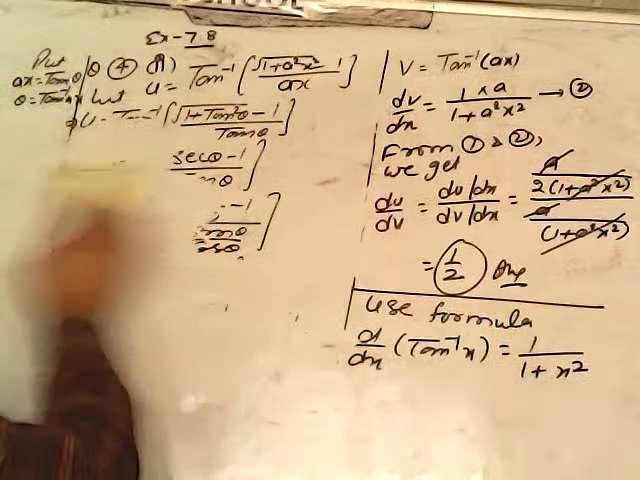 Ex-7.8
Put
ax = Tanθ
θ = Tan⁻¹ax
Q ④ (ii)
Let u = Tan⁻¹[(√(1+a²x²) - 1)/ax]
⇒ U = Tan⁻¹[(√(1+Tan²θ) - 1)/Tanθ]
secθ-1
θ
-1
V = Tan⁻¹(ax)
dv/dx = (1×a)/(1+a²x²) → ②
From ① & ②,
we get
du/dv = (du/dx)/(dv/dx) = (a/2(1+a²x²))/(a/(1+a²x²))
= 1/2 Ans
use formula
d/dx (Tan⁻¹x) = 1/(1+x²)